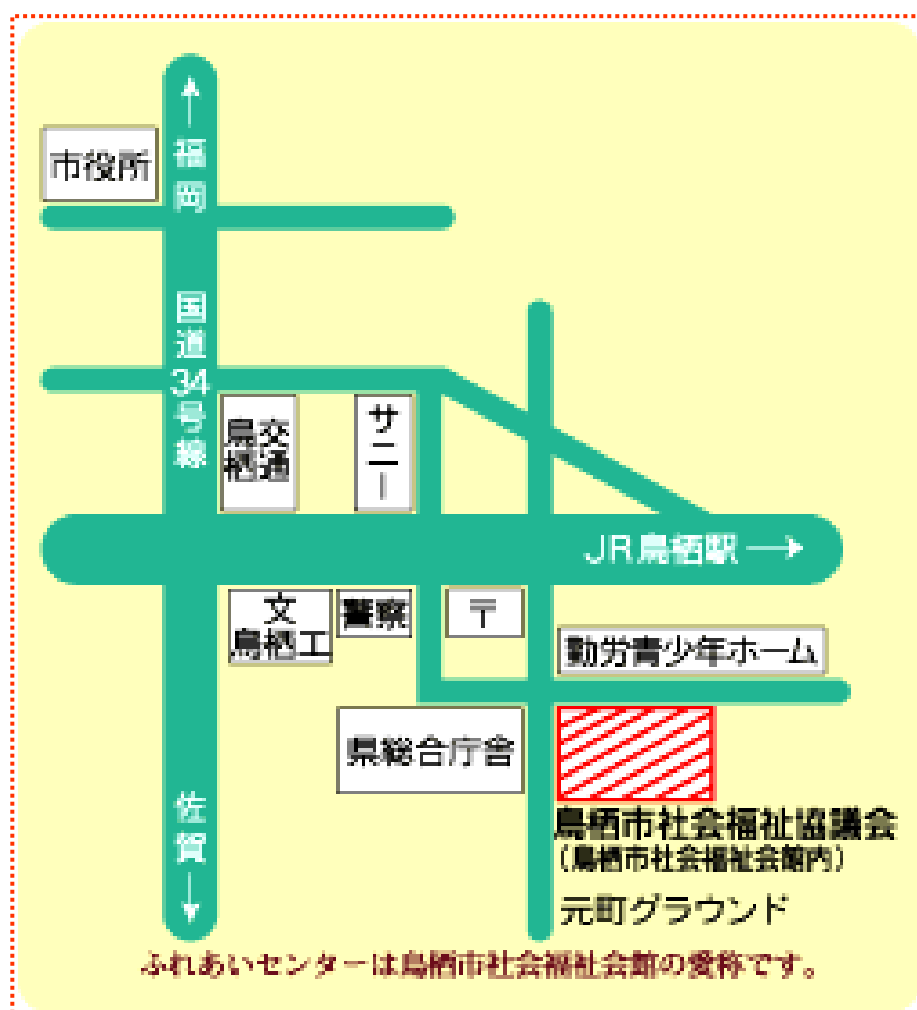 福岡
市役所
国道34号線
鳥栖交通
サニー
JR鳥栖駅
文
鳥栖工
警察
〒
勤労青少年ホーム
県総合庁舎
佐賀
鳥栖市社会福祉協議会
(鳥栖市社会福祉会館内)
元町グラウンド
ふれあいセンターは鳥栖市社会福祉会館の愛称です。